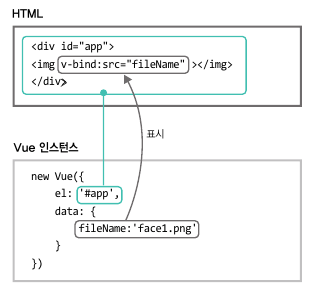 HTML
<div id="app">
<img v-bind:src="fileName" ></img>
</div>
표시
Vue 인스턴스
new Vue({
el: '#app',
data: {
fileName:'face1.png'
}
})